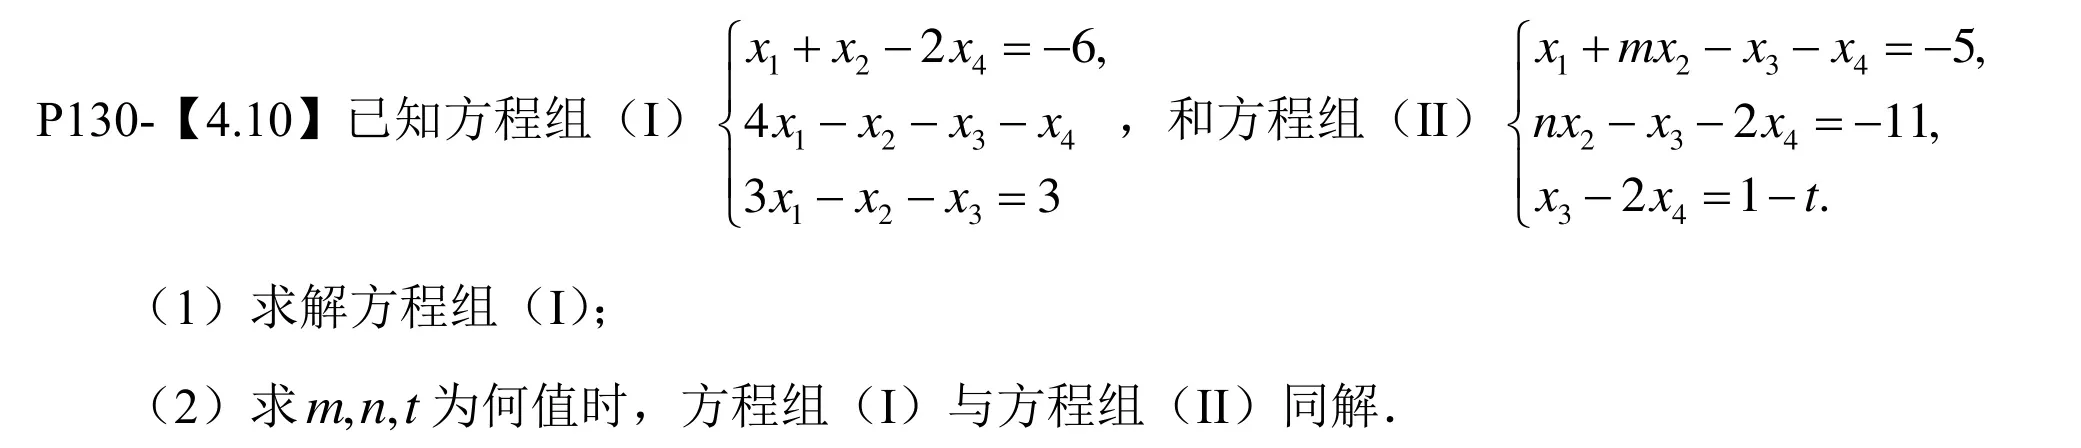 P130-【4.10】已知方程组（I）{x₁ + x₂ − 2x₄ = −6, 4x₁ − x₂ − x₃ − x₄ , 3x₁ − x₂ − x₃ = 3 ，和方程组（II）{x₁ + mx₂ − x₃ − x₄ = −5, nx₂ − x₃ − 2x₄ = −11, x₃ − 2x₄ = 1 − t.
（1）求解方程组（I）；
（2）求m,n,t为何值时，方程组（I）与方程组（II）同解．